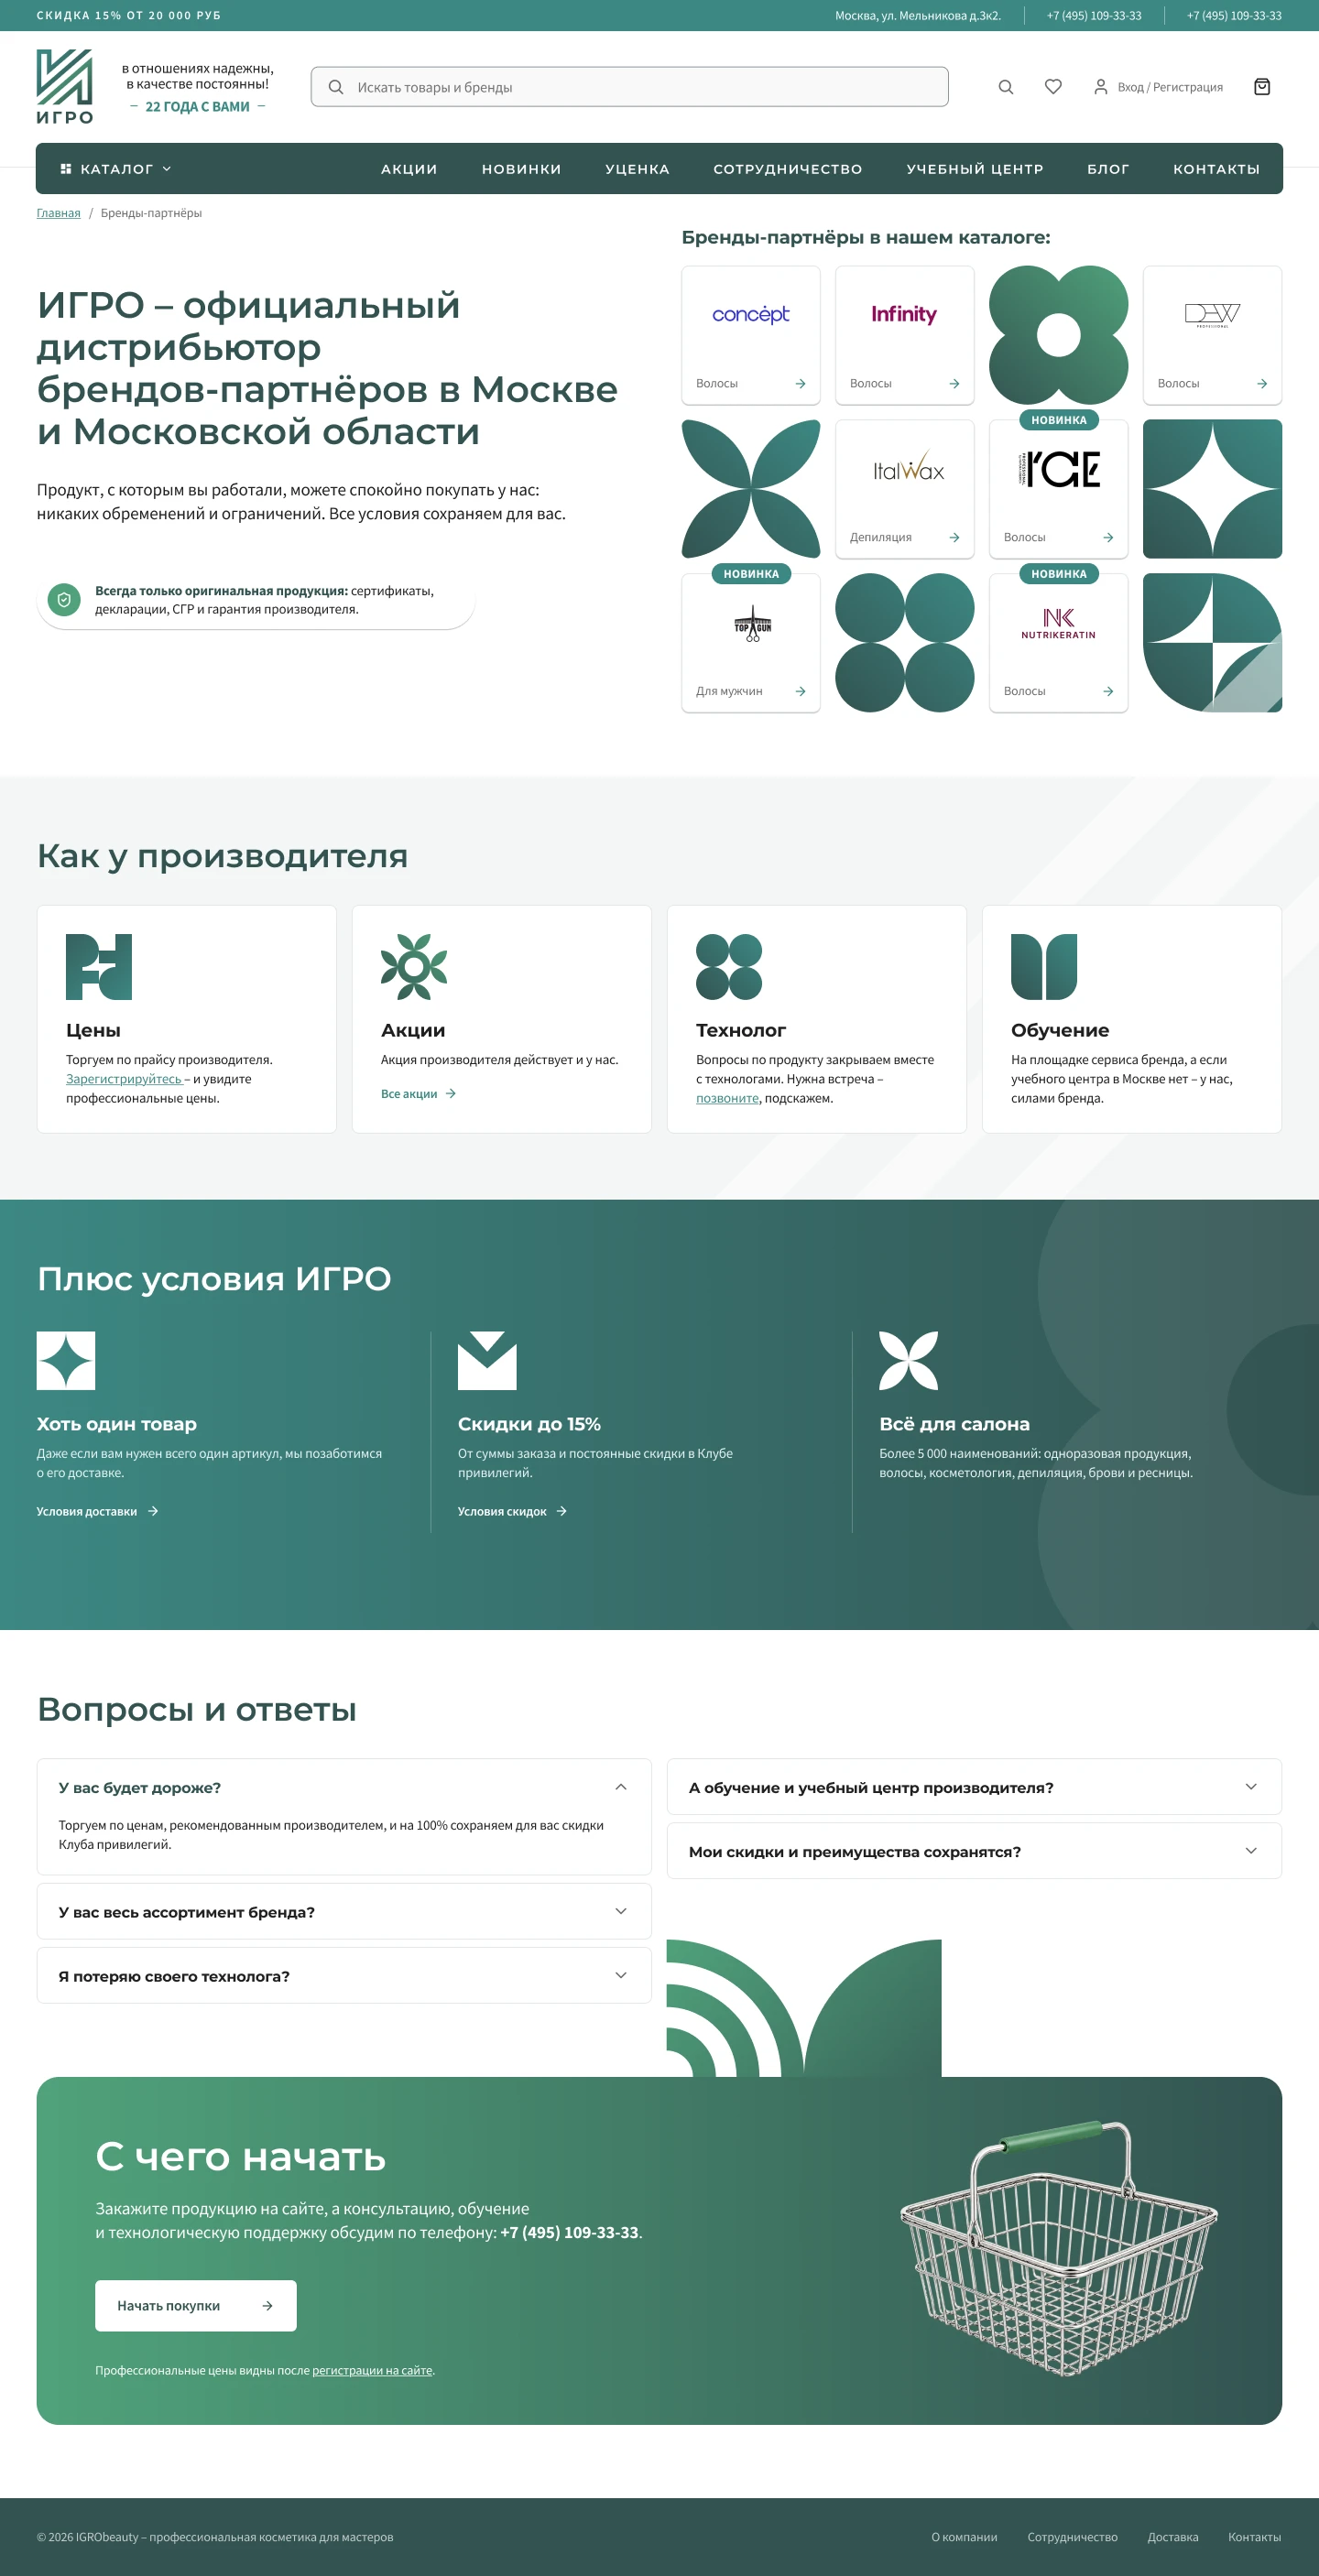 СКИДКА 15% ОТ 20 000 РУБ
Москва, ул. Мельникова д.3к2.
+7 (495) 109-33-33
+7 (495) 109-33-33
ИГРО
в отношениях надежны,
в качестве постоянны!
– 22 ГОДА С ВАМИ –
Искать товары и бренды
Вход / Регистрация
КАТАЛОГ
АКЦИИ
НОВИНКИ
УЦЕНКА
СОТРУДНИЧЕСТВО
УЧЕБНЫЙ ЦЕНТР
БЛОГ
КОНТАКТЫ
Главная / Бренды-партнёры
ИГРО – официальный
дистрибьютор
брендов-партнёров в Москве
и Московской области
Продукт, с которым вы работали, можете спокойно покупать у нас:
никаких обременений и ограничений. Все условия сохраняем для вас.
Всегда только оригинальная продукция: сертификаты,
декларации, СГР и гарантия производителя.
Бренды-партнёры в нашем каталоге:
concept
Волосы
Infinity
Волосы
DEW
PROFESSIONAL
Волосы
ItalWax
Депиляция
НОВИНКА
Волосы
НОВИНКА
TOP GUN
Для мужчин
НОВИНКА
NK
NUTRIKERATIN
Волосы
Как у производителя
Цены
Торгуем по прайсу производителя.
Зарегистрируйтесь – и увидите
профессиональные цены.
Акции
Акция производителя действует и у нас.
Все акции
Технолог
Вопросы по продукту закрываем вместе
с технологами. Нужна встреча –
позвоните, подскажем.
Обучение
На площадке сервиса бренда, а если
учебного центра в Москве нет – у нас,
силами бренда.
Плюс условия ИГРО
Хоть один товар
Даже если вам нужен всего один артикул, мы позаботимся
о его доставке.
Условия доставки
Скидки до 15%
От суммы заказа и постоянные скидки в Клубе
привилегий.
Условия скидок
Всё для салона
Более 5 000 наименований: одноразовая продукция,
волосы, косметология, депиляция, брови и ресницы.
Вопросы и ответы
У вас будет дороже?
Торгуем по ценам, рекомендованным производителем, и на 100% сохраняем для вас скидки
Клуба привилегий.
У вас весь ассортимент бренда?
Я потеряю своего технолога?
А обучение и учебный центр производителя?
Мои скидки и преимущества сохранятся?
С чего начать
Закажите продукцию на сайте, а консультацию, обучение
и технологическую поддержку обсудим по телефону: +7 (495) 109-33-33.
Начать покупки
Профессиональные цены видны после регистрации на сайте.
© 2026 IGRObeauty – профессиональная косметика для мастеров
О компании
Сотрудничество
Доставка
Контакты